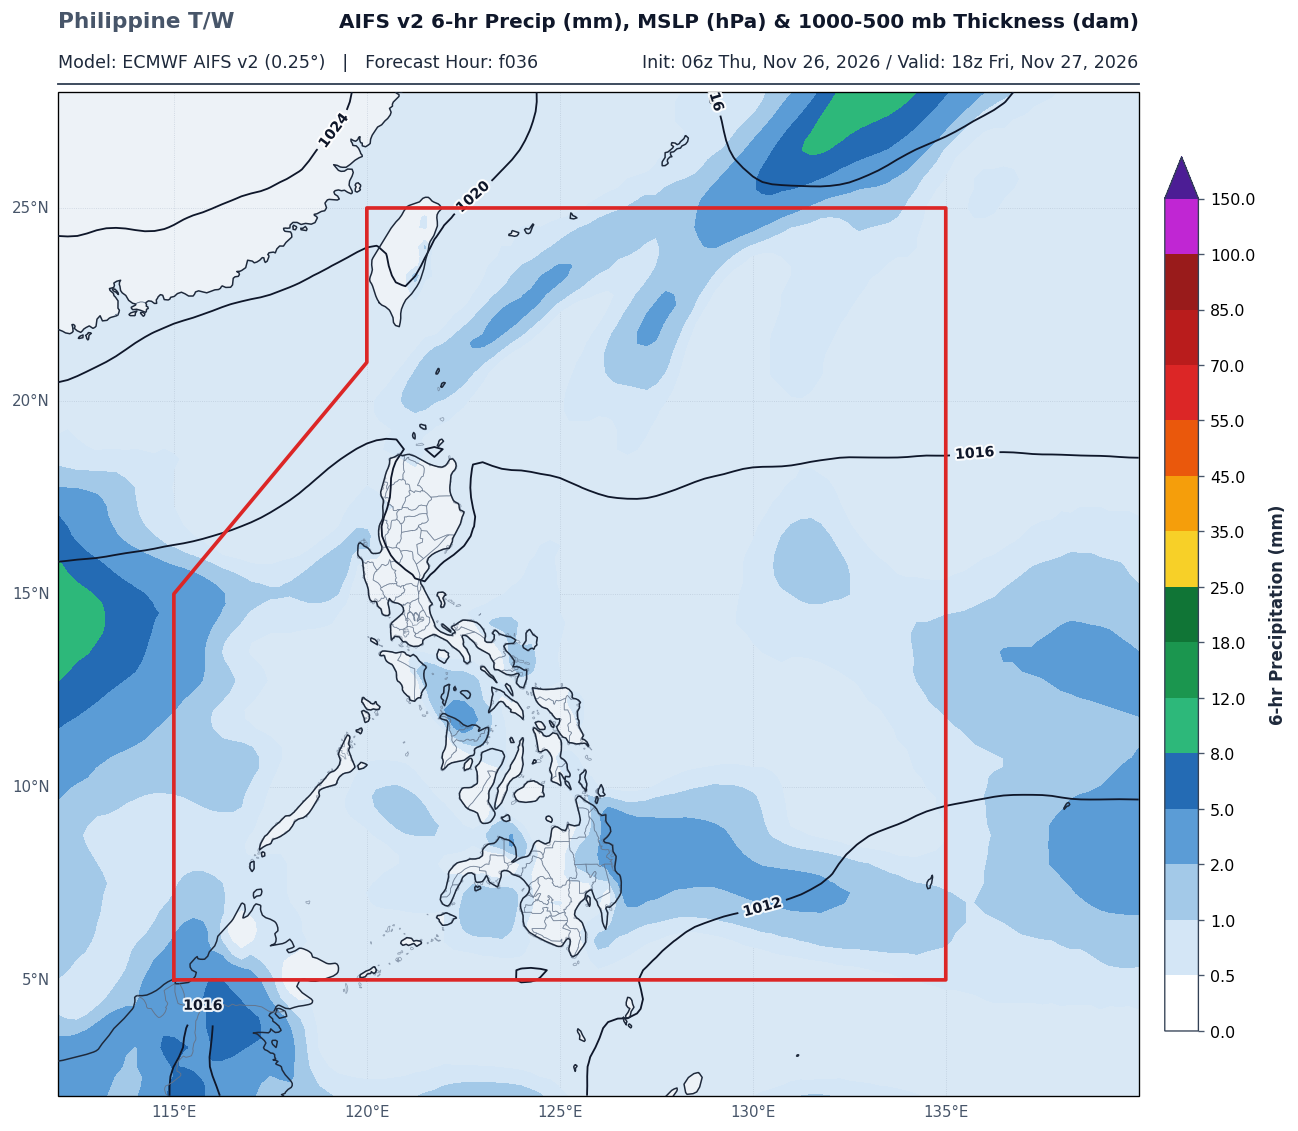 Philippine T/W
AIFS v2 6-hr Precip (mm), MSLP (hPa) & 1000-500 mb Thickness (dam)
Model: ECMWF AIFS v2 (0.25°) | Forecast Hour: f036
Init: 06z Thu, Nov 26, 2026 / Valid: 18z Fri, Nov 27, 2026
1024
16
1020
25°N
20°N
1016
15°N
10°N
1012
5°N
1016
115°E
120°E
125°E
130°E
135°E
150.0
100.0
85.0
70.0
55.0
45.0
35.0
25.0
18.0
12.0
8.0
5.0
2.0
1.0
0.5
0.0
6-hr Precipitation (mm)